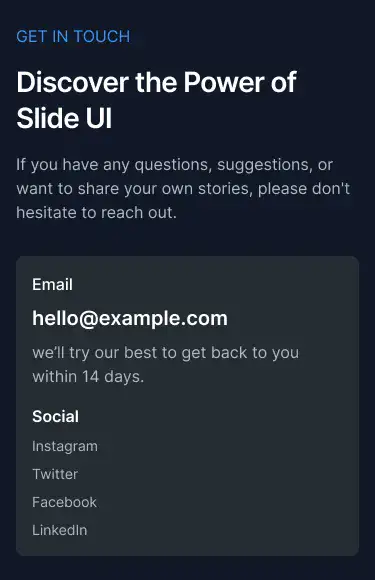 GET IN TOUCH
Discover the Power of
Slide UI
If you have any questions, suggestions, or
want to share your own stories, please don't
hesitate to reach out.
Email
hello@example.com
we’ll try our best to get back to you
within 14 days.
Social
Instagram
Twitter
Facebook
LinkedIn